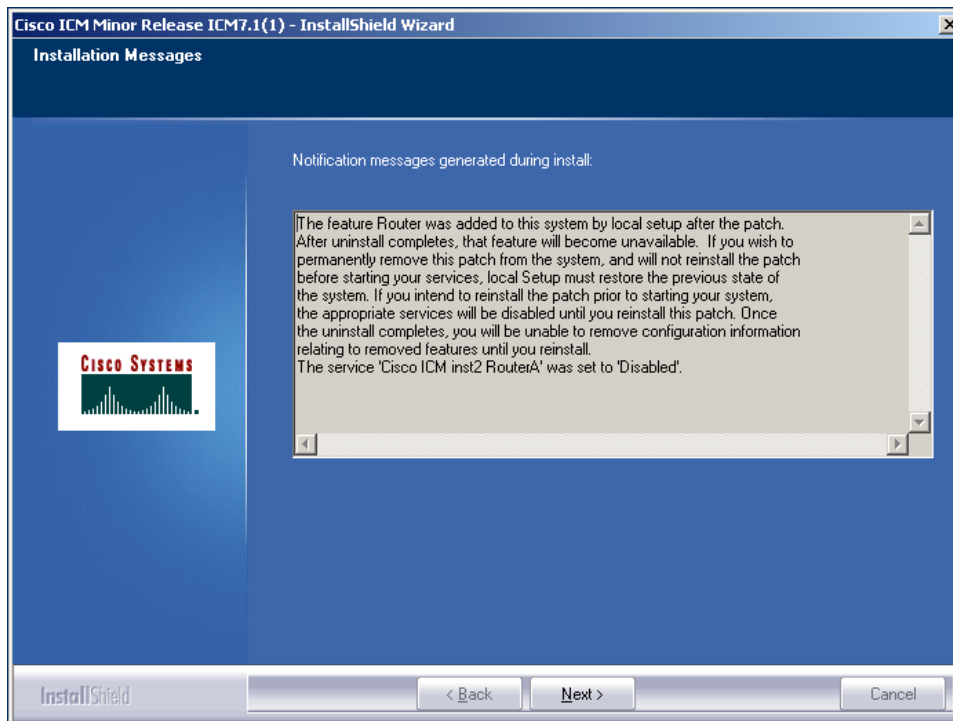 Cisco ICM Minor Release ICM7.1(1) - InstallShield Wizard
Installation Messages
Notification messages generated during install:
The feature Router was added to this system by local setup after the patch.
After uninstall completes, that feature will become unavailable.  If you wish to
permanently remove this patch from the system, and will not reinstall the patch
before starting your services, local Setup must restore the previous state of
the system. If you intend to reinstall the patch prior to starting your system,
the appropriate services will be disabled until you reinstall this patch. Once
the uninstall completes, you will be unable to remove configuration information
relating to removed features until you reinstall.
The service 'Cisco ICM inst2 RouterA' was set to 'Disabled'.
CISCO SYSTEMS
InstallShield
< Back
Next >
Cancel